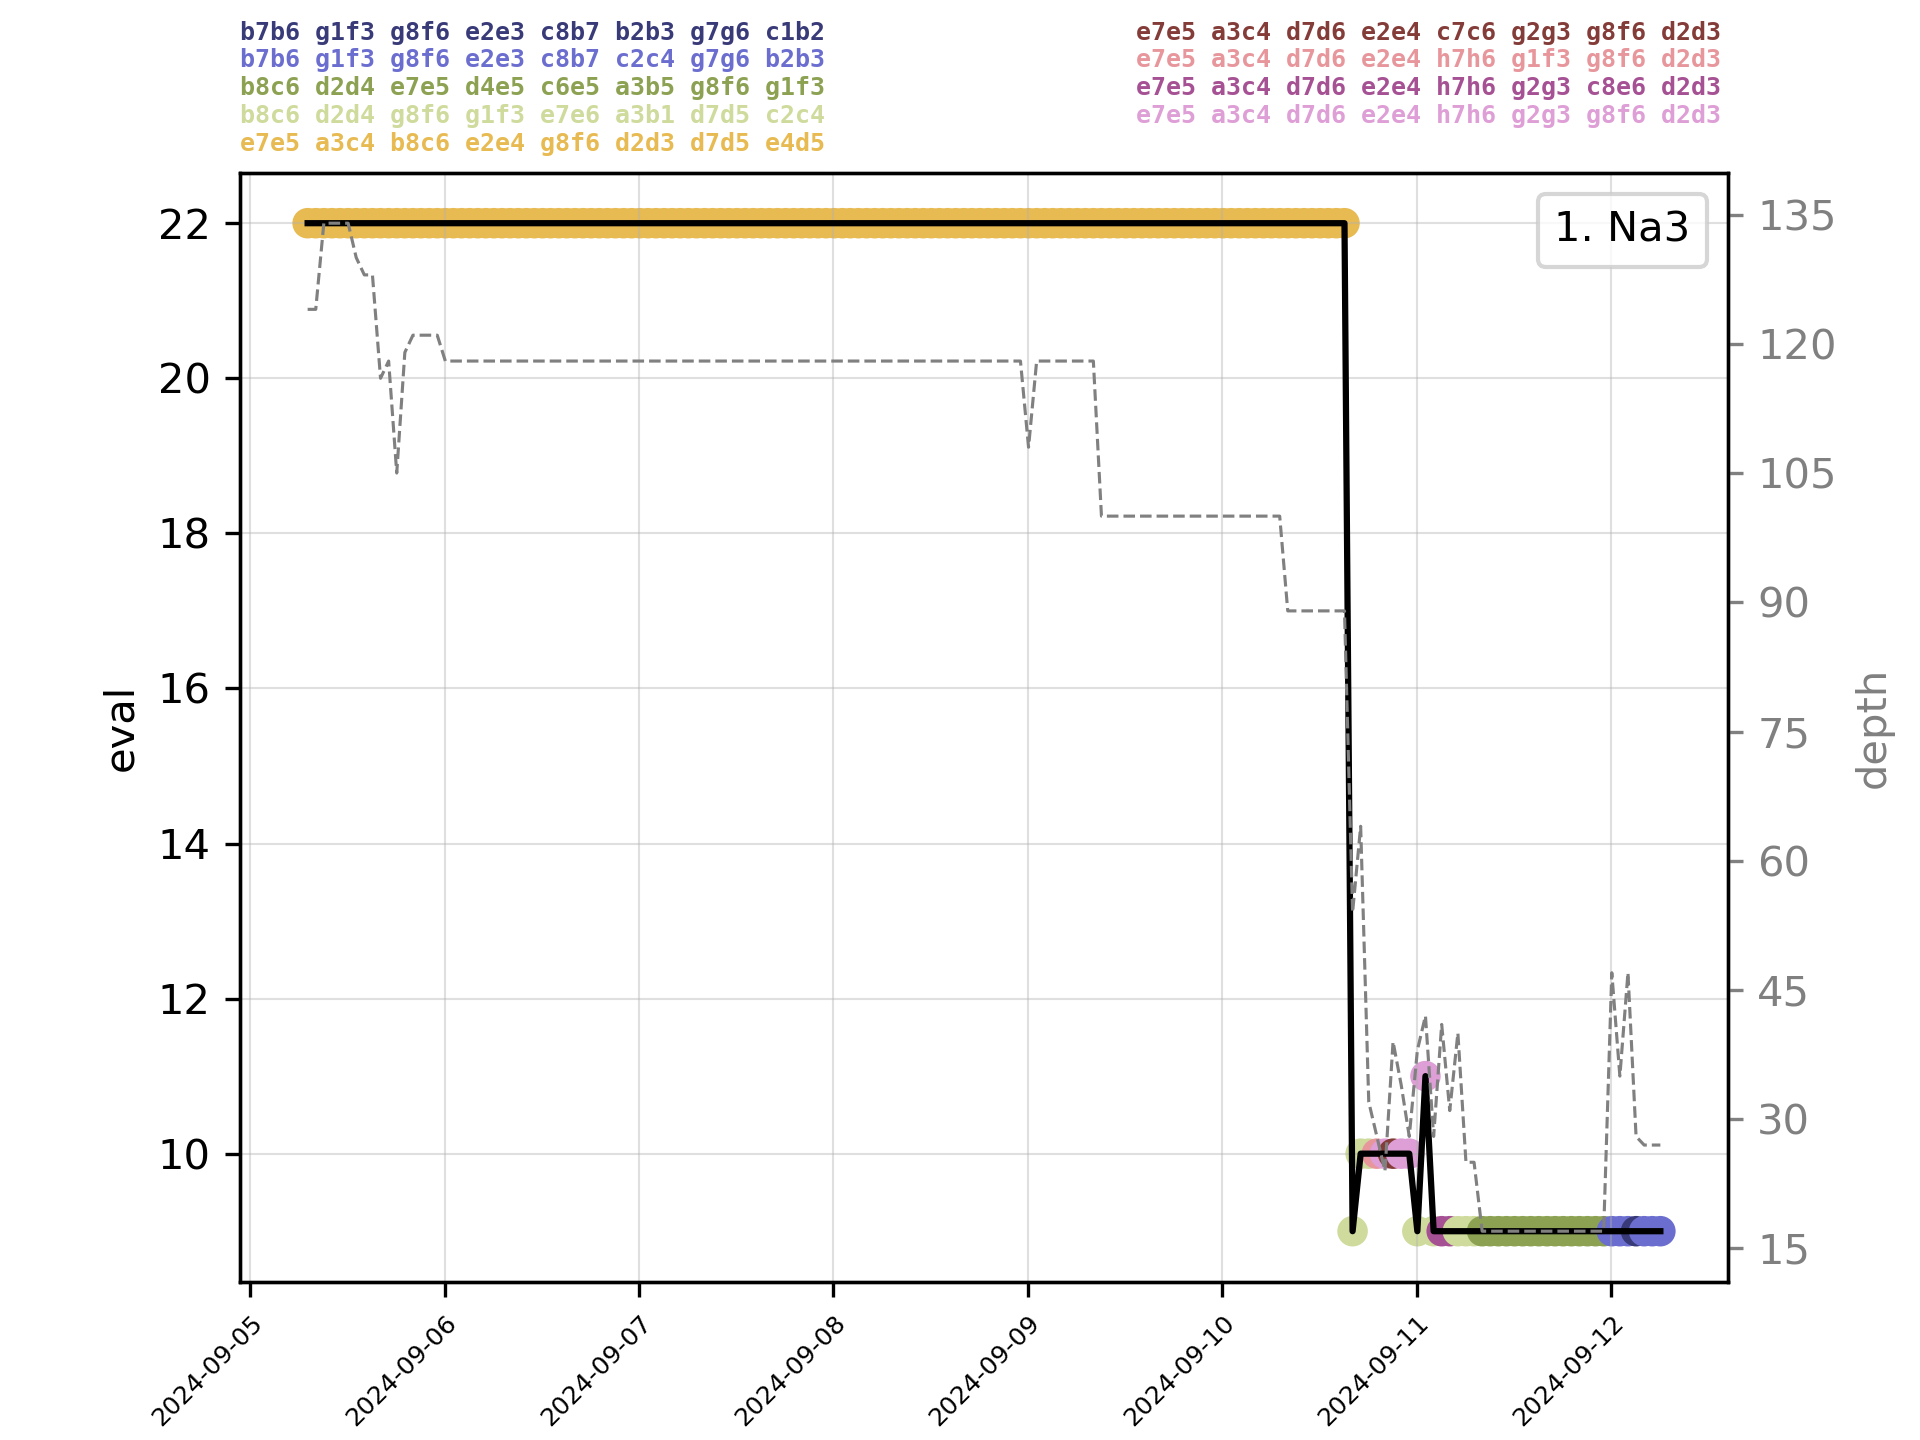 b7b6 g1f3 g8f6 e2e3 c8b7 b2b3 g7g6 c1b2
b7b6 g1f3 g8f6 e2e3 c8b7 c2c4 g7g6 b2b3
b8c6 d2d4 e7e5 d4e5 c6e5 a3b5 g8f6 g1f3
b8c6 d2d4 g8f6 g1f3 e7e6 a3b1 d7d5 c2c4
e7e5 a3c4 b8c6 e2e4 g8f6 d2d3 d7d5 e4d5
e7e5 a3c4 d7d6 e2e4 c7c6 g2g3 g8f6 d2d3
e7e5 a3c4 d7d6 e2e4 h7h6 g1f3 g8f6 d2d3
e7e5 a3c4 d7d6 e2e4 h7h6 g2g3 c8e6 d2d3
e7e5 a3c4 d7d6 e2e4 h7h6 g2g3 g8f6 d2d3
1. Na3
eval
22
20
18
16
14
12
10
135
120
105
90
75
60
45
30
15
depth
2024-09-05
2024-09-06
2024-09-07
2024-09-08
2024-09-09
2024-09-10
2024-09-11
2024-09-12